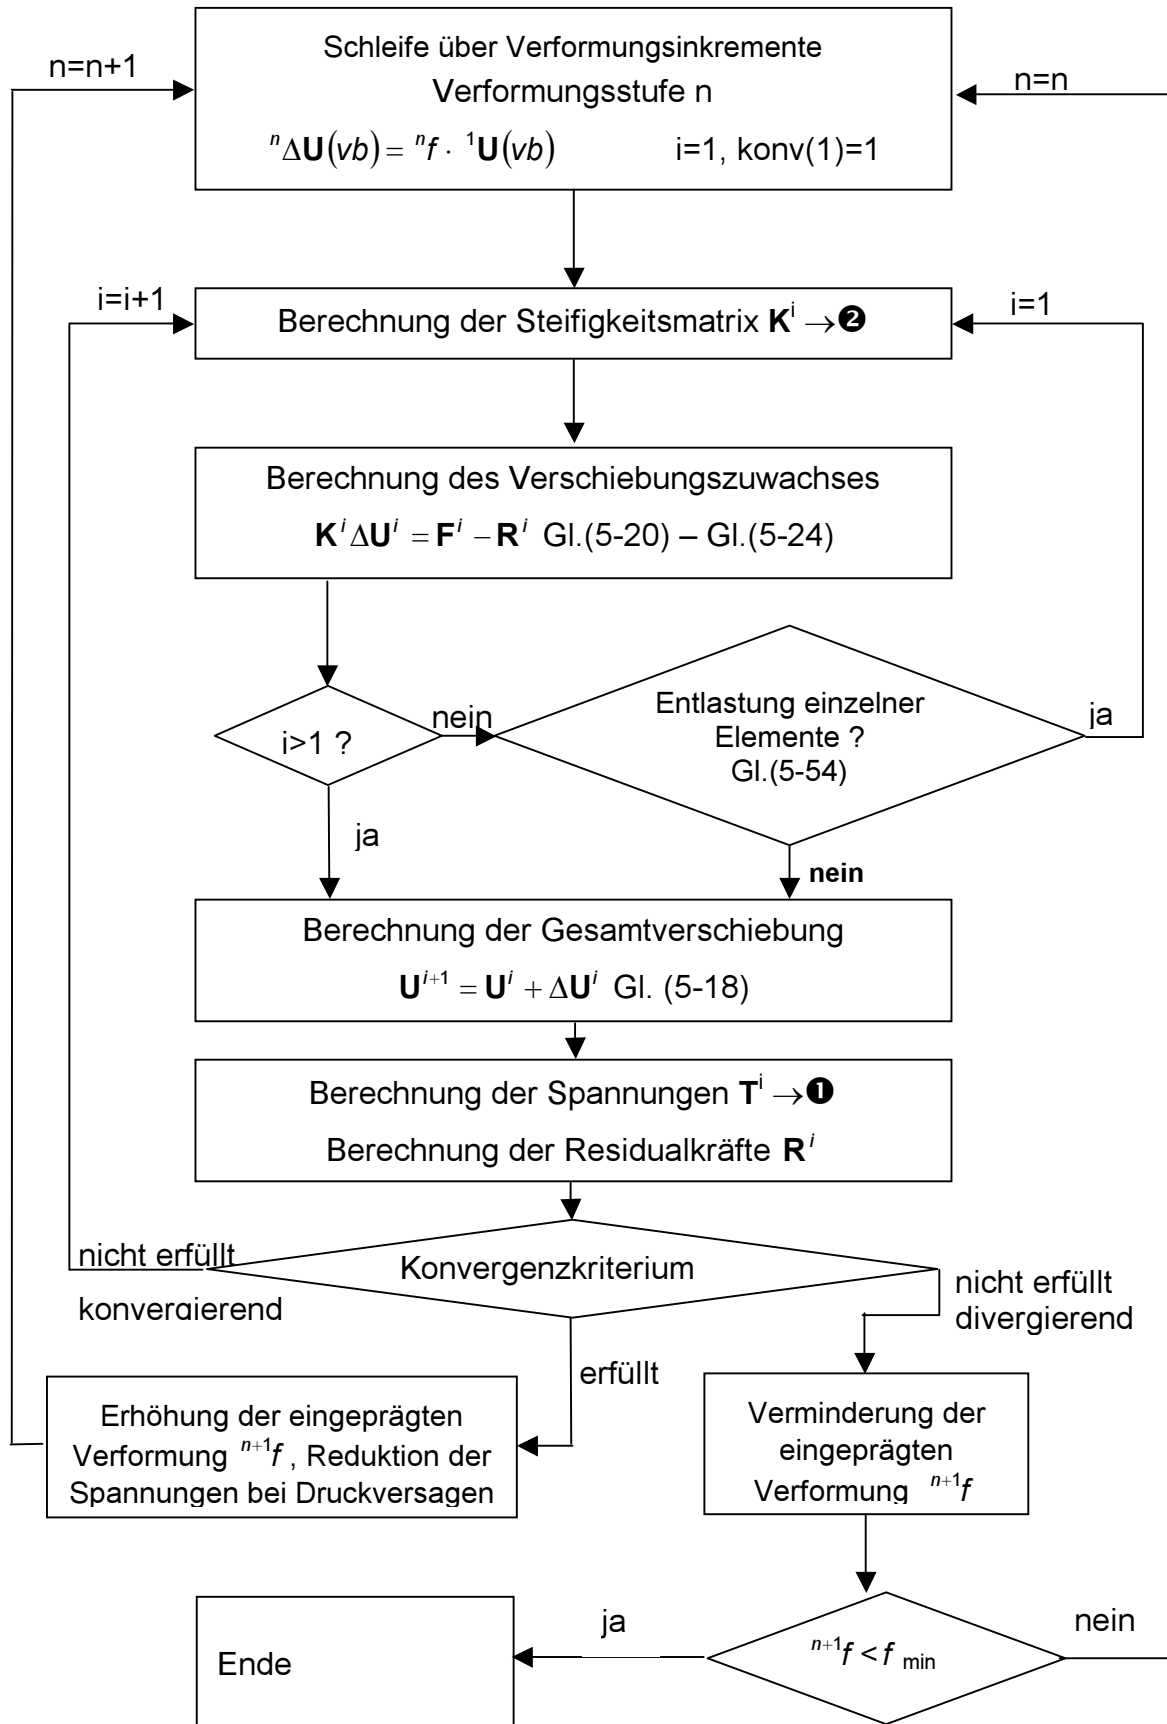 Schleife über Verformungsinkremente
n=n+1
n=n
Verformungsstufe n
ⁿΔU(vb) = ⁿf · ¹U(vb) i=1, konv(1)=1
i=i+1
i=1
Berechnung der Steifigkeitsmatrix Kⁱ →❷
Berechnung des Verschiebungszuwachses
Kⁱ ΔUⁱ = Fⁱ – Rⁱ Gl.(5-20) – Gl.(5-24)
i>1 ?
nein
Entlastung einzelner
Elemente ?
Gl.(5-54)
ja
ja
nein
Berechnung der Gesamtverschiebung
Uⁱ⁺¹ = Uⁱ + ΔUⁱ Gl. (5-18)
Berechnung der Spannungen Tⁱ →❶
Berechnung der Residualkräfte Rⁱ
nicht erfüllt
konvergierend
Konvergenzkriterium
nicht erfüllt
divergierend
erfüllt
Erhöhung der eingeprägten
Verformung ⁿ⁺¹f , Reduktion der
Spannungen bei Druckversagen
Verminderung der
eingeprägten
Verformung ⁿ⁺¹f
ja
nein
Ende
ⁿ⁺¹f < f min